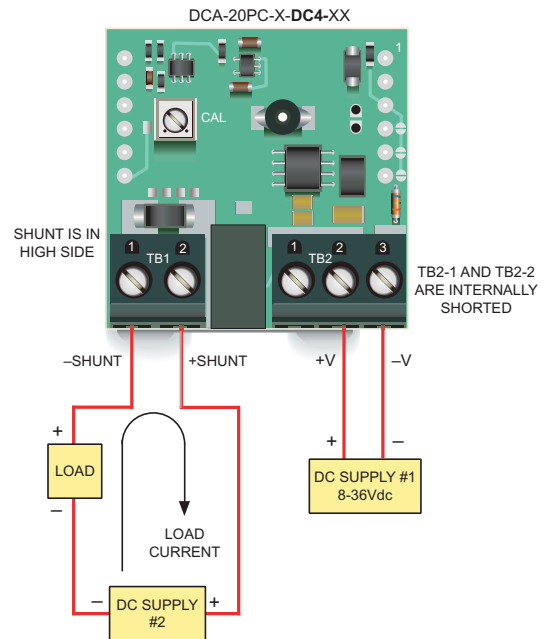 DCA-20PC-X-DC4-XX
1
CAL
SHUNT IS IN
HIGH SIDE
1 2
TB1
1 2 3
TB2
TB2-1 AND TB2-2
ARE INTERNALLY
SHORTED
–SHUNT +SHUNT
+V –V
+
LOAD
–
LOAD
CURRENT
+ –
DC SUPPLY #1
8-36Vdc
– +
DC SUPPLY
#2